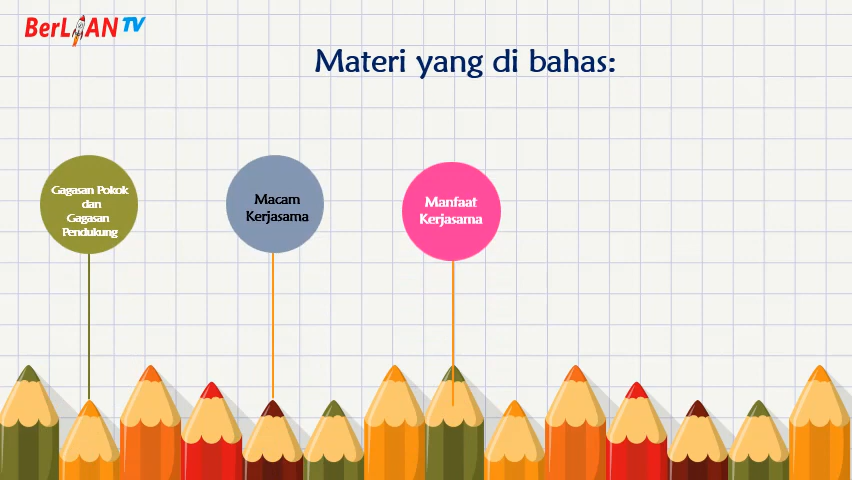 BerLIAN TV
Materi yang di bahas:
Gagasan Pokok
dan
Gagasan
Pendukung
Macam
Kerjasama
Manfaat
Kerjasama